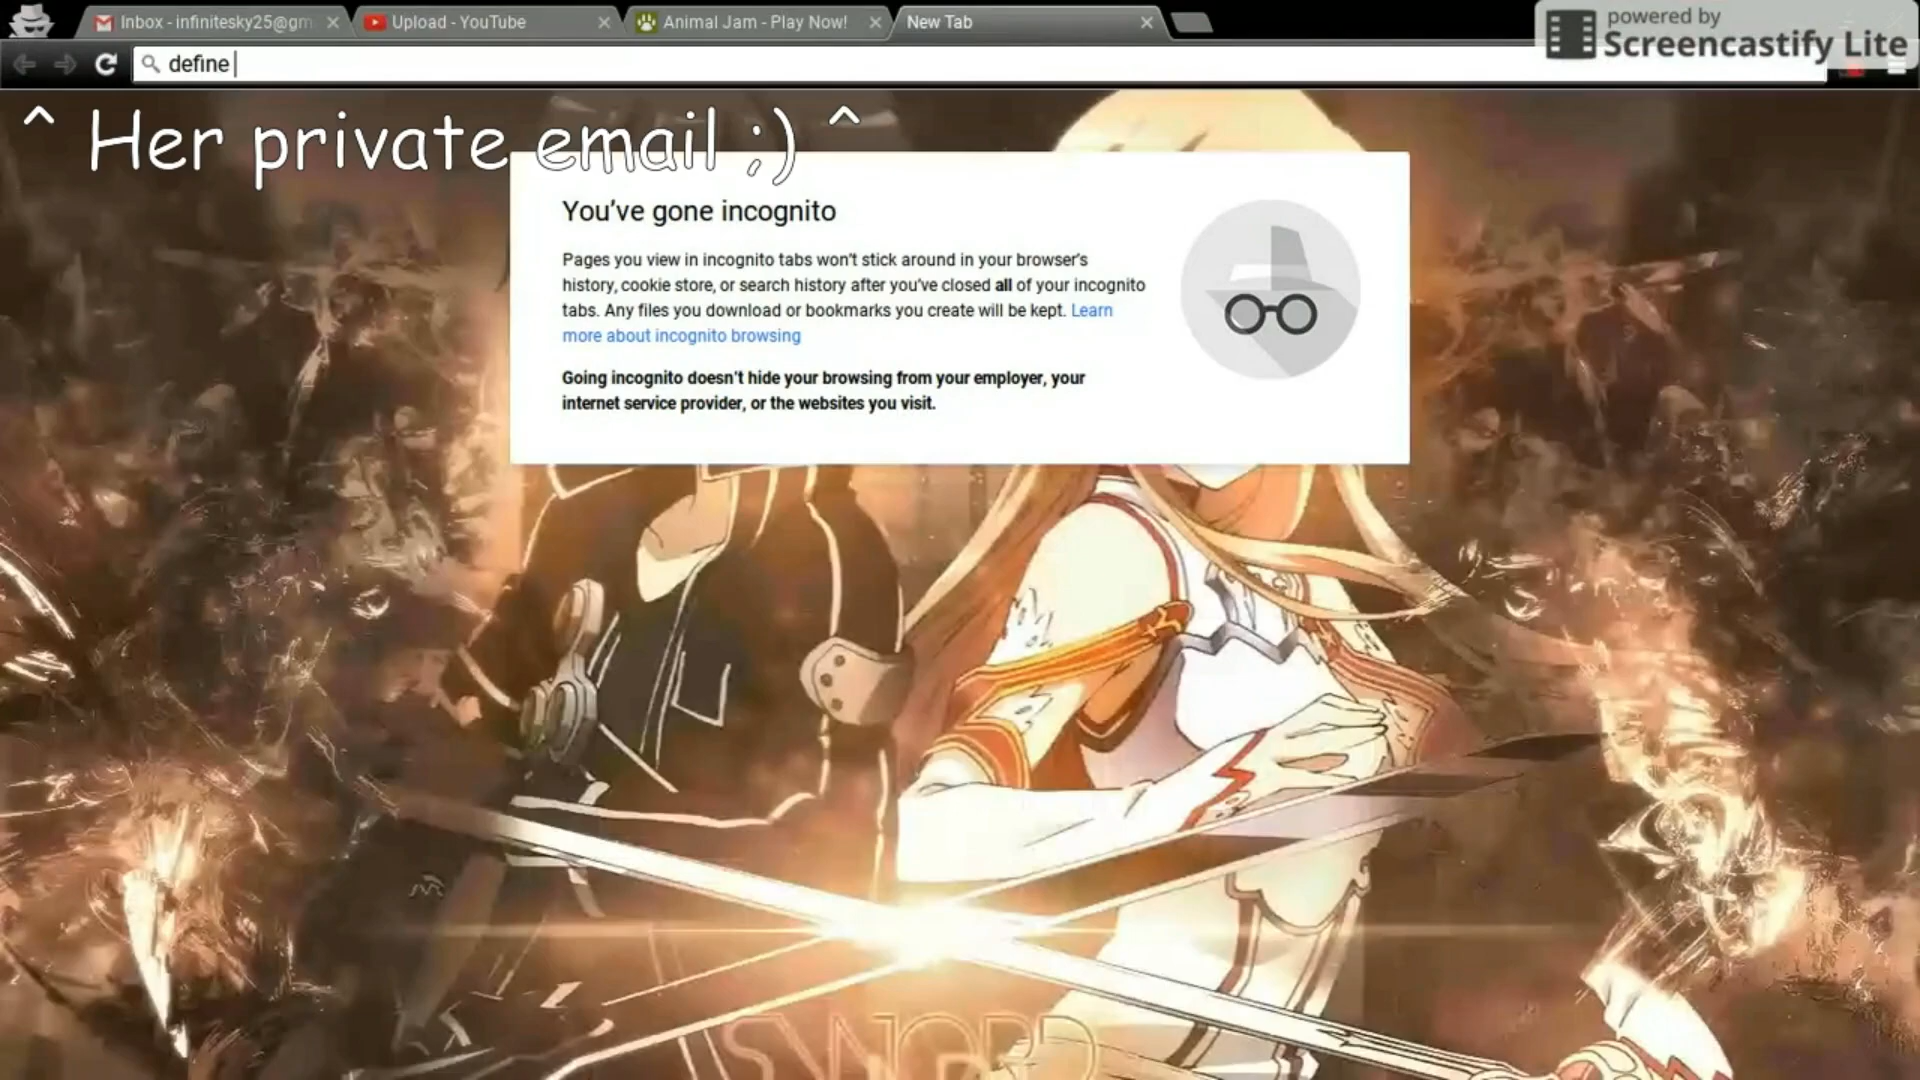 Inbox - infinitesky25@gm
Upload - YouTube
Animal Jam - Play Now!
New Tab
powered by
Screencastify Lite
define
^ Her private email ;) ^
You've gone incognito
Pages you view in incognito tabs won't stick around in your browser's
history, cookie store, or search history after you've closed all of your incognito
tabs. Any files you download or bookmarks you create will be kept. Learn
more about incognito browsing
Going incognito doesn't hide your browsing from your employer, your
internet service provider, or the websites you visit.
SWORD